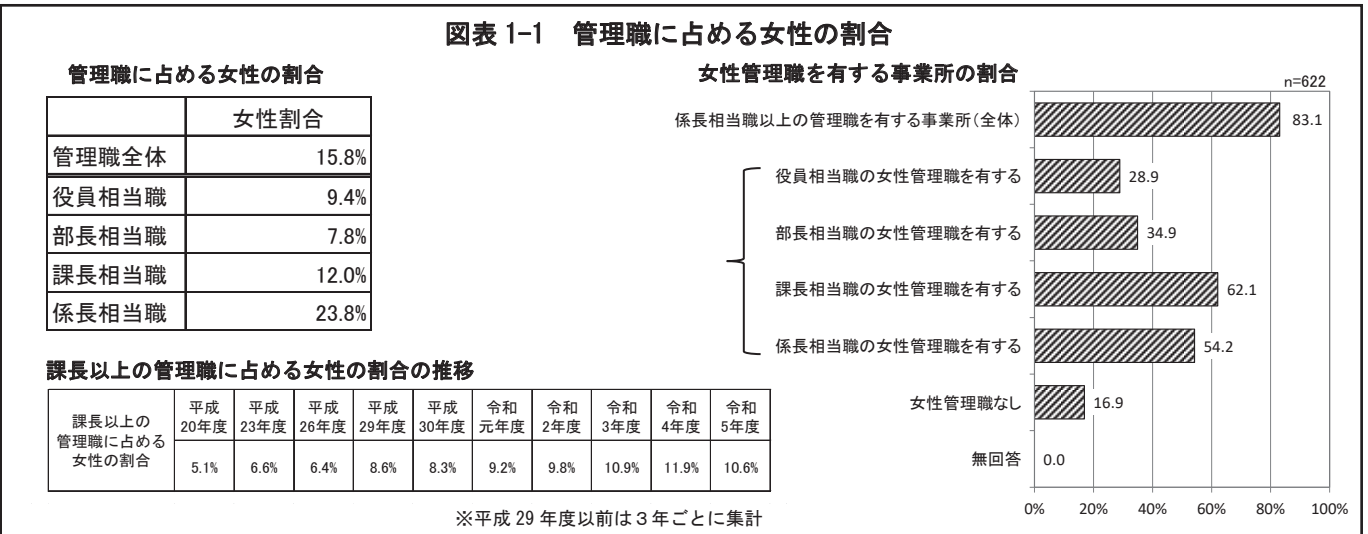 図表 1-1　管理職に占める女性の割合
管理職に占める女性の割合
女性割合
管理職全体 15.8%
役員相当職 9.4%
部長相当職 7.8%
課長相当職 12.0%
係長相当職 23.8%
課長以上の管理職に占める女性の割合の推移
課長以上の
管理職に占める
女性の割合
平成
20年度
平成
23年度
平成
26年度
平成
29年度
平成
30年度
令和
元年度
令和
2年度
令和
3年度
令和
4年度
令和
5年度
5.1% 6.6% 6.4% 8.6% 8.3% 9.2% 9.8% 10.9% 11.9% 10.6%
※平成 29 年度以前は３年ごとに集計
女性管理職を有する事業所の割合
n=622
係長相当職以上の管理職を有する事業所（全体） 83.1
役員相当職の女性管理職を有する 28.9
部長相当職の女性管理職を有する 34.9
課長相当職の女性管理職を有する 62.1
係長相当職の女性管理職を有する 54.2
女性管理職なし 16.9
無回答 0.0
0% 20% 40% 60% 80% 100%